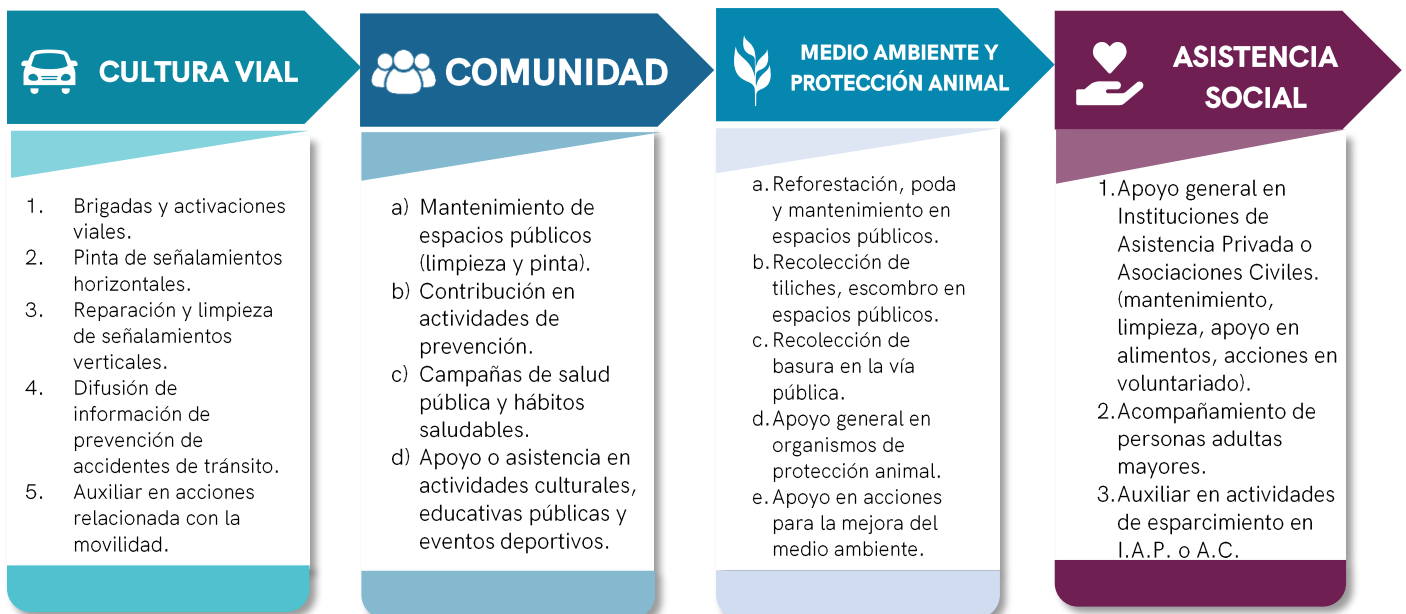 CULTURA VIAL
1. Brigadas y activaciones
viales.
2. Pinta de señalamientos
horizontales.
3. Reparación y limpieza
de señalamientos
verticales.
4. Difusión de
información de
prevención de
accidentes de tránsito.
5. Auxiliar en acciones
relacionada con la
movilidad.
COMUNIDAD
a) Mantenimiento de
espacios públicos
(limpieza y pinta).
b) Contribución en
actividades de
prevención.
c) Campañas de salud
pública y hábitos
saludables.
d) Apoyo o asistencia en
actividades culturales,
educativas públicas y
eventos deportivos.
MEDIO AMBIENTE Y
PROTECCIÓN ANIMAL
a. Reforestación, poda
y mantenimiento en
espacios públicos.
b. Recolección de
tiliches, escombro en
espacios públicos.
c. Recolección de
basura en la vía
pública.
d. Apoyo general en
organismos de
protección animal.
e. Apoyo en acciones
para la mejora del
medio ambiente.
ASISTENCIA
SOCIAL
1. Apoyo general en
Instituciones de
Asistencia Privada o
Asociaciones Civiles.
(mantenimiento,
limpieza, apoyo en
alimentos, acciones en
voluntariado).
2. Acompañamiento de
personas adultas
mayores.
3. Auxiliar en actividades
de esparcimiento en
I.A.P. o A.C.